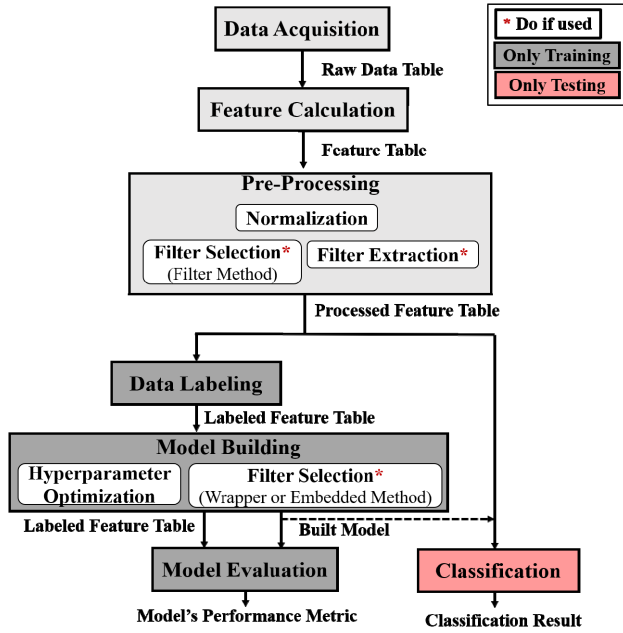 Data Acquisition
* Do if used
Only Training
Only Testing
Raw Data Table
Feature Calculation
Feature Table
Pre-Processing
Normalization
Filter Selection*
(Filter Method)
Filter Extraction*
Processed Feature Table
Data Labeling
Labeled Feature Table
Model Building
Hyperparameter
Optimization
Filter Selection*
(Wrapper or Embedded Method)
Labeled Feature Table
Built Model
Model Evaluation
Classification
Model's Performance Metric
Classification Result